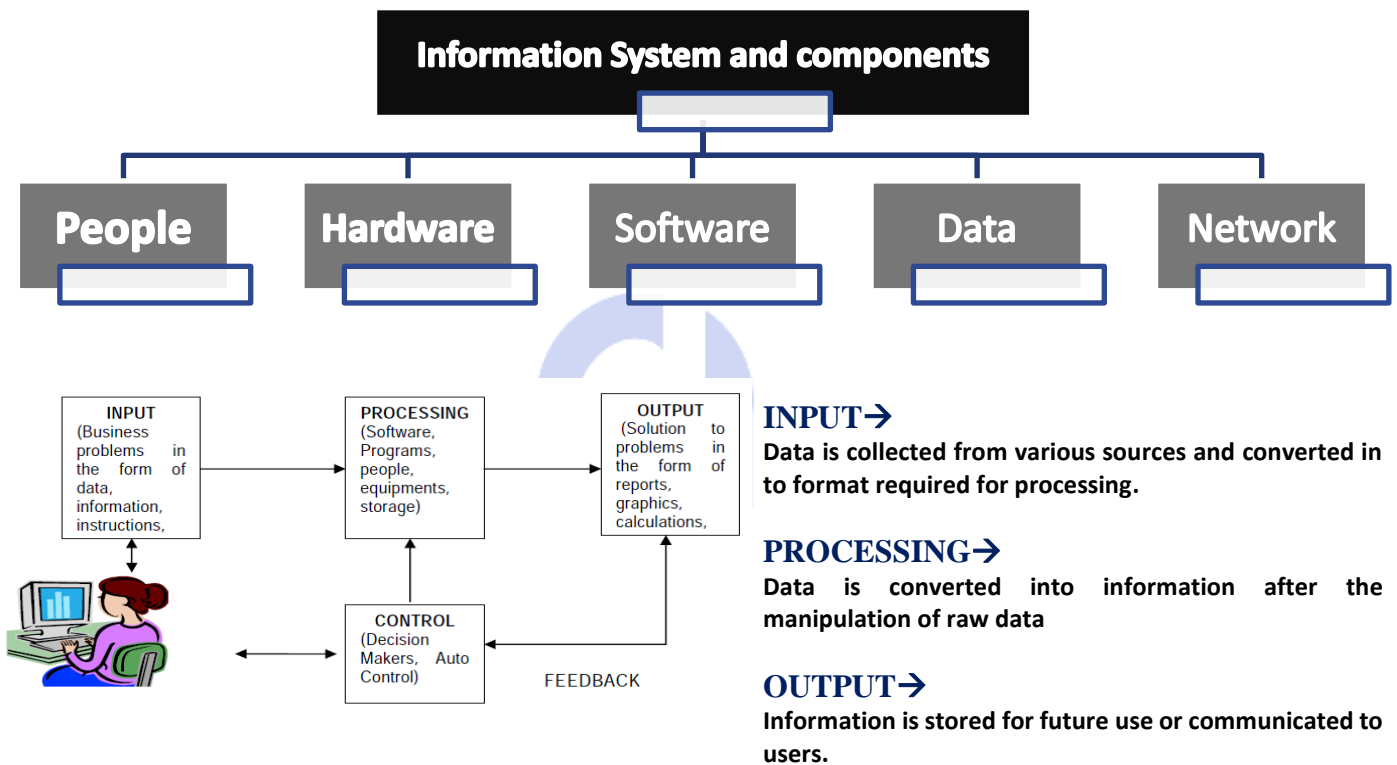 Information System and components
People
Hardware
Software
Data
Network
INPUT
(Business
problems in
the form of
data,
information,
instructions,
PROCESSING
(Software,
Programs,
people,
equipments,
storage)
OUTPUT
(Solution to
problems in
the form of
reports,
graphics,
calculations,
CONTROL
(Decision
Makers, Auto
Control)
FEEDBACK
INPUT→
Data is collected from various sources and converted in
to format required for processing.
PROCESSING→
Data is converted into information after the
manipulation of raw data
OUTPUT→
Information is stored for future use or communicated to
users.